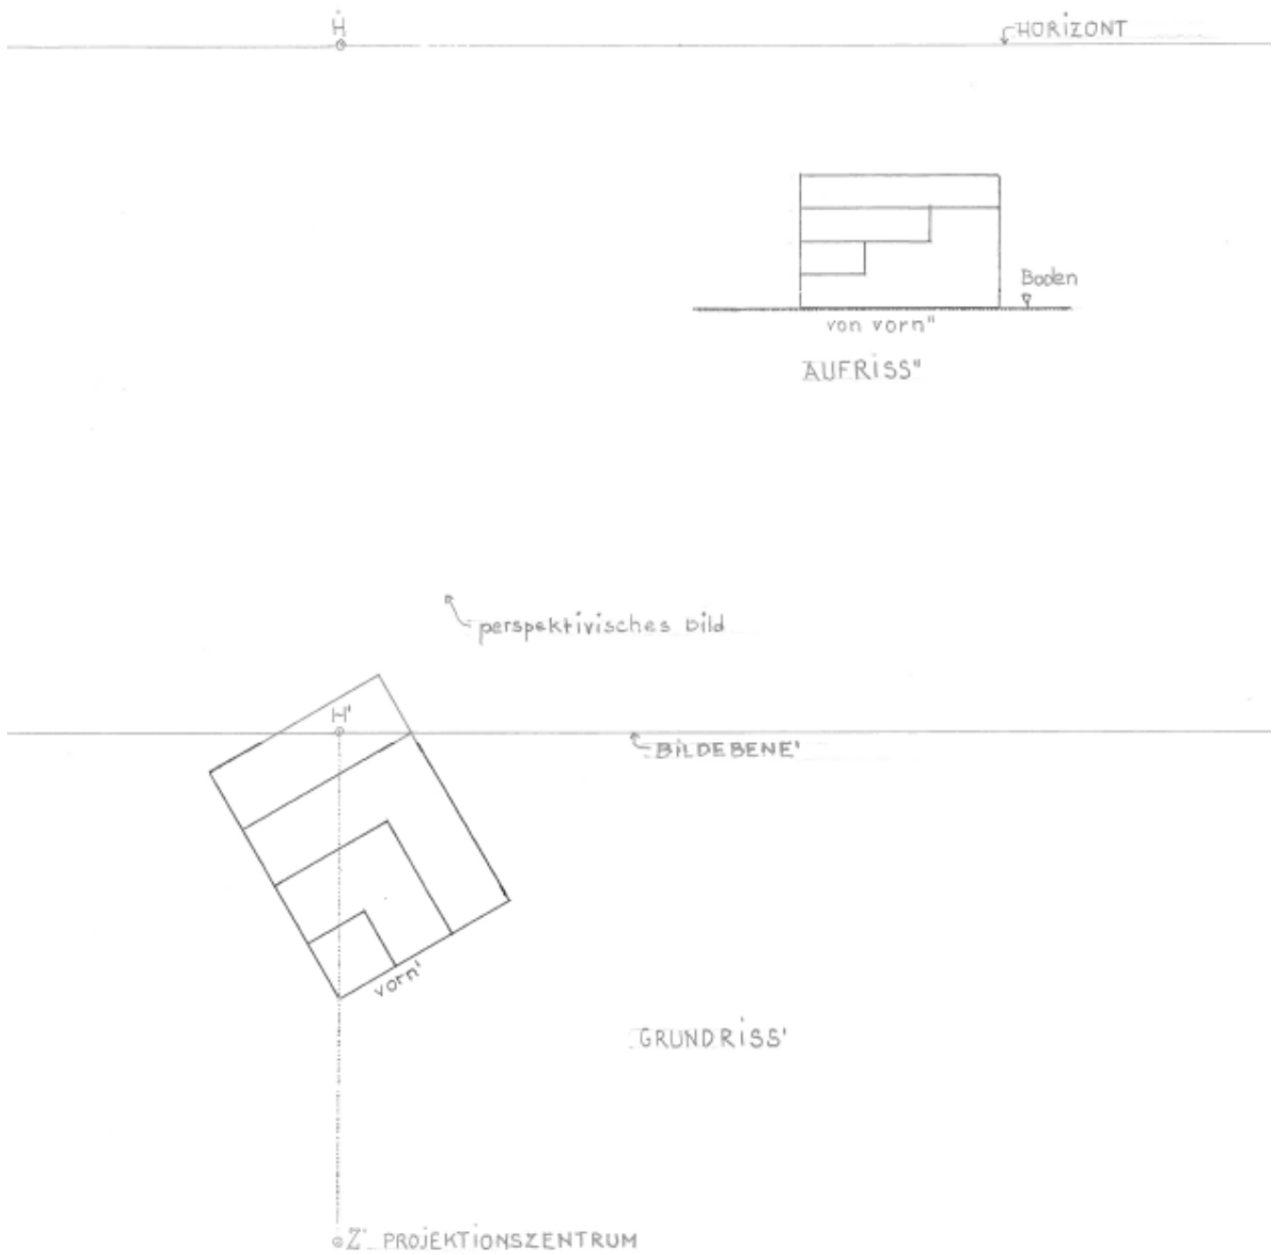 H
HORIZONT
Boden
von vorn"
AUFRISS"
perspektivisches Bild
H'
BILDEBENE'
vorn'
GRUNDRISS'
Z' PROJEKTIONSZENTRUM